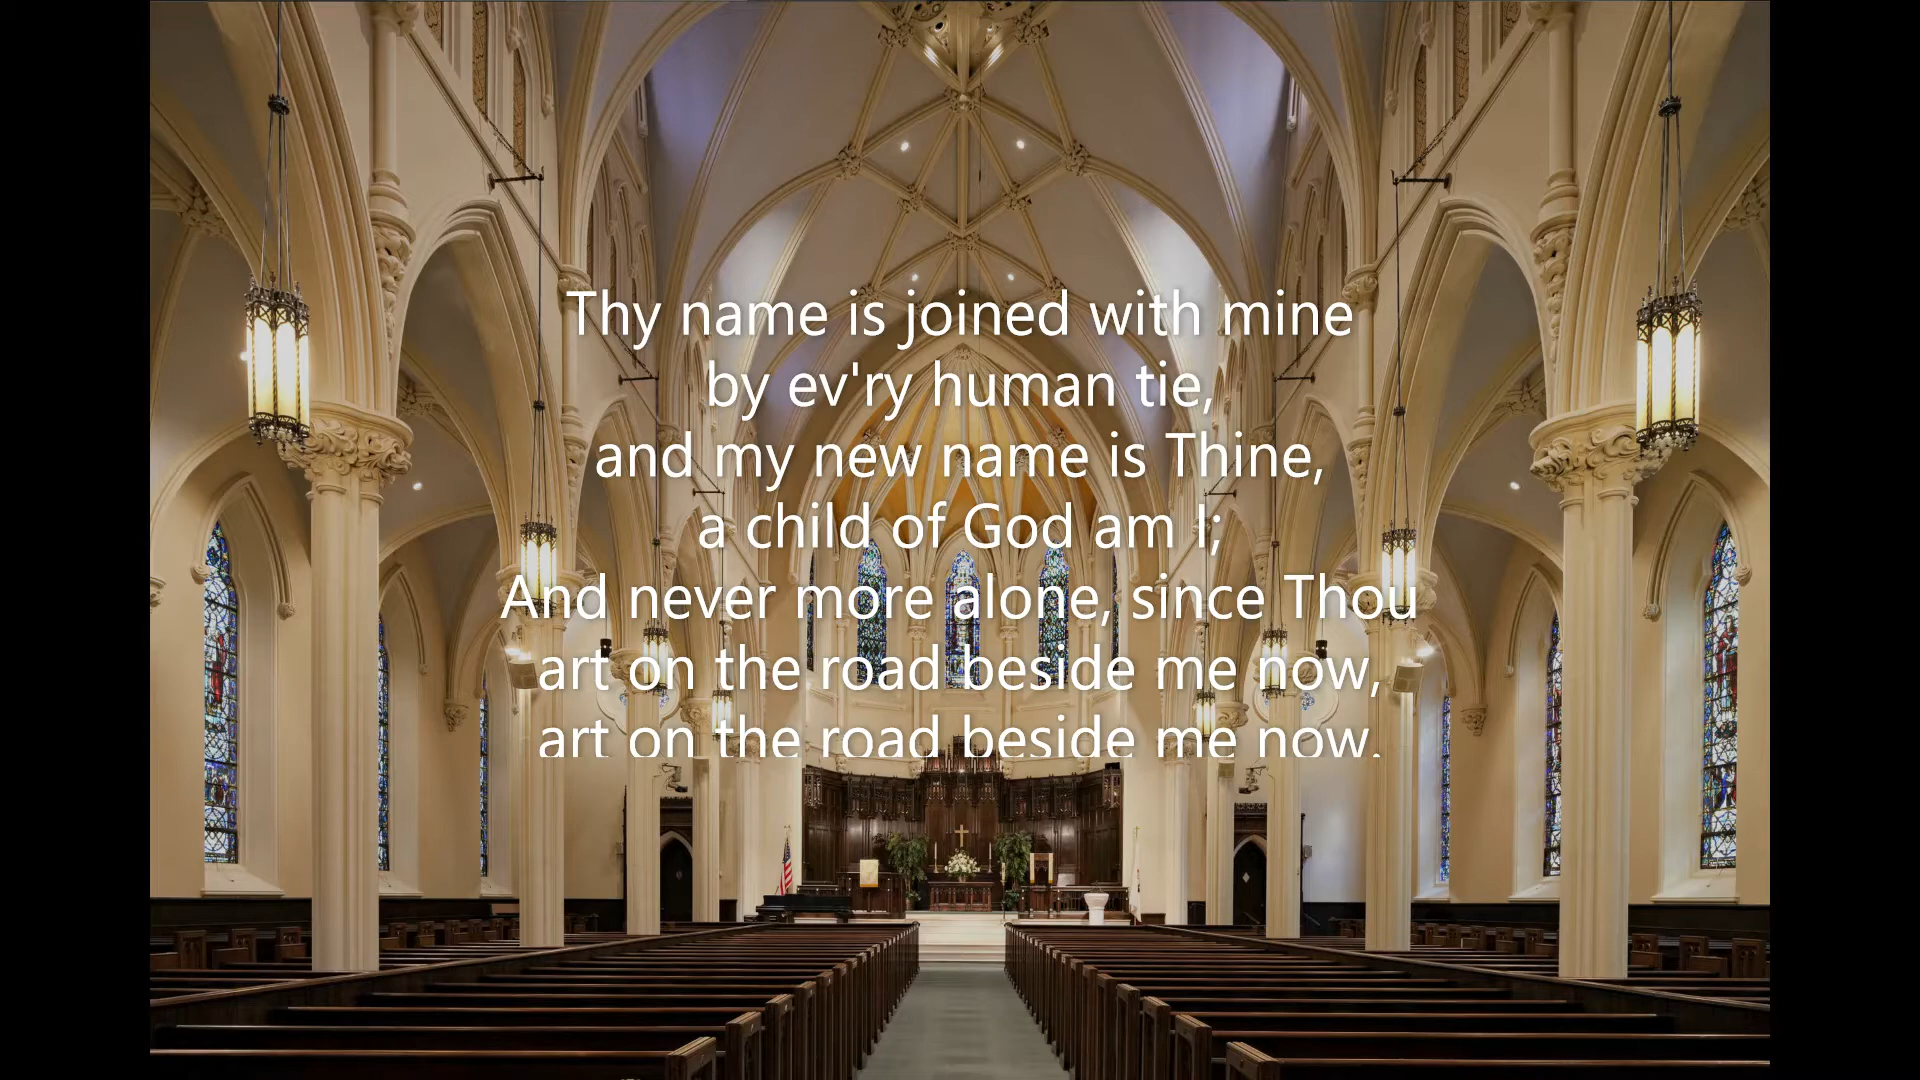 Thy name is joined with mine
by ev'ry human tie,
and my new name is Thine,
a child of God am I;
And never more alone, since Thou
art on the road beside me now,
art on the road beside me now.